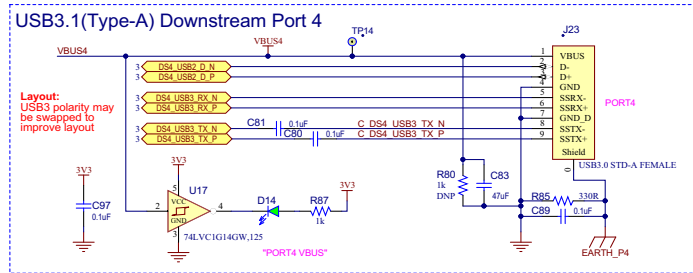 USB3.1(Type-A) Downstream Port 4
TP14
J23
VBUS4
VBUS4
1 VBUS
3 DS4_USB2_D_N
2 D-
3 DS4_USB2_D_P
3 D+
4 GND
Layout:
USB3 polarity may
be swapped to
improve layout
3 DS4_USB3_RX_N
5 SSRX-
3 DS4_USB3_RX_P
6 SSRX+
PORT4
7 GND_D
3 DS4_USB3_TX_N
C81
0.1uF
C_DS4_USB3_TX_N
8 SSTX-
3 DS4_USB3_TX_P
C80
0.1uF
C_DS4_USB3_TX_P
9 SSTX+
Shield
0
USB3.0 STD-A FEMALE
3V3
3V3
C97
0.1uF
5
U17
VCC
GND
2
4
3
74LVC1G14GW,125
D14
R87
1k
3V3
"PORT4 VBUS"
R80
1k
DNP
C83
47uF
R85
330R
C89
0.1uF
EARTH_P4